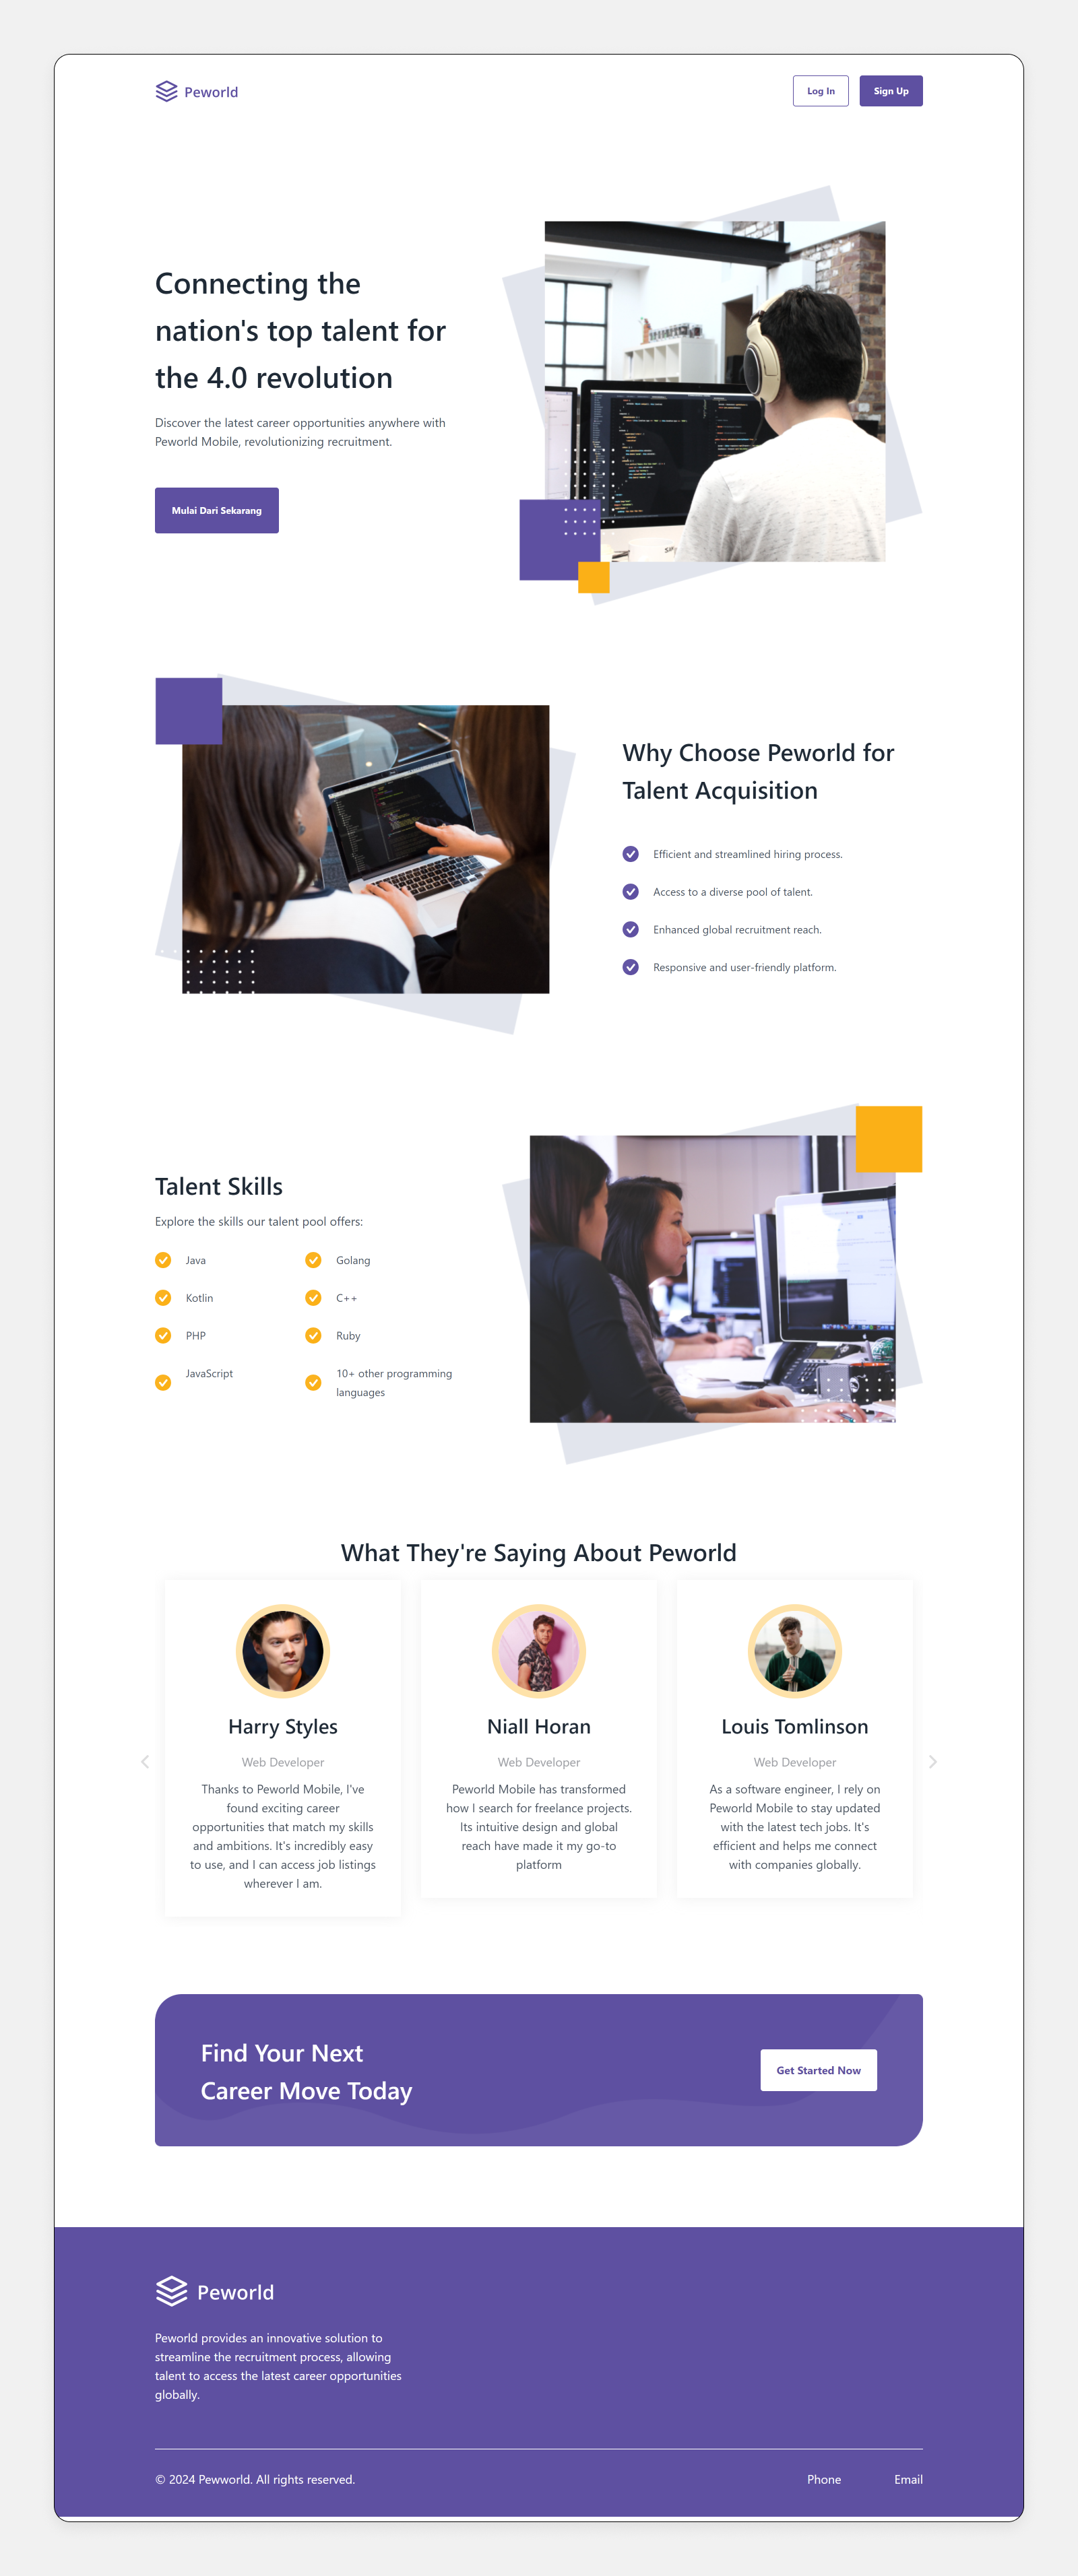 Peworld
Log In
Sign Up
Connecting the
nation's top talent for
the 4.0 revolution
Discover the latest career opportunities anywhere with
Peworld Mobile, revolutionizing recruitment.
Mulai Dari Sekarang
Why Choose Peworld for
Talent Acquisition
Efficient and streamlined hiring process.
Access to a diverse pool of talent.
Enhanced global recruitment reach.
Responsive and user-friendly platform.
Talent Skills
Explore the skills our talent pool offers:
Java
Golang
Kotlin
C++
PHP
Ruby
JavaScript
10+ other programming
languages
What They're Saying About Peworld
Harry Styles
Web Developer
Thanks to Peworld Mobile, I've
found exciting career
opportunities that match my skills
and ambitions. It's incredibly easy
to use, and I can access job listings
wherever I am.
Niall Horan
Web Developer
Peworld Mobile has transformed
how I search for freelance projects.
Its intuitive design and global
reach have made it my go-to
platform
Louis Tomlinson
Web Developer
As a software engineer, I rely on
Peworld Mobile to stay updated
with the latest tech jobs. It's
efficient and helps me connect
with companies globally.
Find Your Next
Career Move Today
Get Started Now
Peworld
Peworld provides an innovative solution to
streamline the recruitment process, allowing
talent to access the latest career opportunities
globally.
© 2024 Pewworld. All rights reserved.
Phone
Email